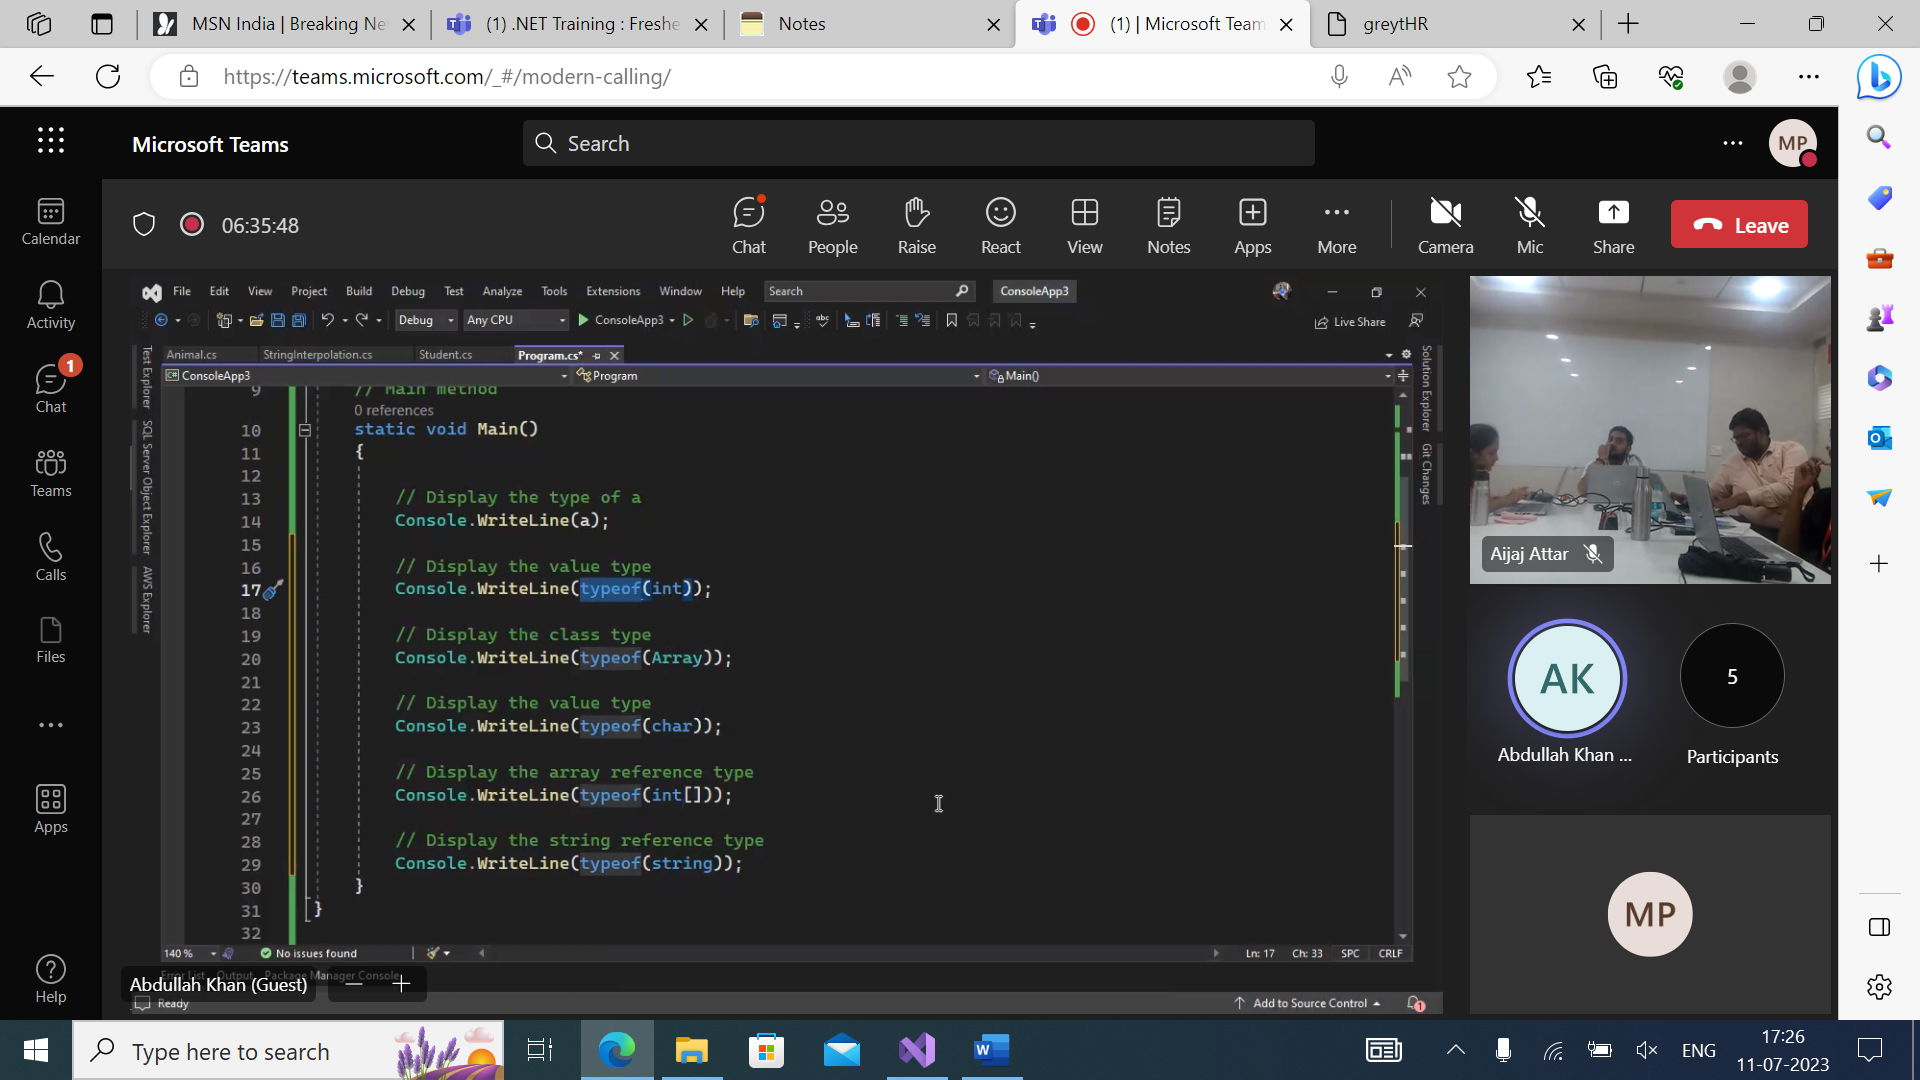 MSN India | Breaking Ne
(1) .NET Training : Freshe
Notes
(1) | Microsoft Team
greytHR
https://teams.microsoft.com/_#/modern-calling/
Microsoft Teams
Search
MP
Calendar
Activity
1
Chat
Teams
Calls
Files
Apps
Help
06:35:48
Chat
People
Raise
React
View
Notes
Apps
More
Camera
Mic
Share
Leave
File Edit View Project Build Debug Test Analyze Tools Extensions Window Help Search ConsoleApp3
Debug Any CPU ConsoleApp3 Live Share
Animal.cs StringInterpolation.cs Student.cs Program.cs*
ConsoleApp3 Program Main()
Test Explorer
SQL Server Object Explorer
AWS Explorer
Solution Explorer
Git Changes
9 // Main method
0 references
10 static void Main()
11 {
12
13 // Display the type of a
14 Console.WriteLine(a);
15
16 // Display the value type
17 Console.WriteLine(typeof(int));
18
19 // Display the class type
20 Console.WriteLine(typeof(Array));
21
22 // Display the value type
23 Console.WriteLine(typeof(char));
24
25 // Display the array reference type
26 Console.WriteLine(typeof(int[]));
27
28 // Display the string reference type
29 Console.WriteLine(typeof(string));
30 }
31 }
32
140 % No issues found Ln: 17 Ch: 33 SPC CRLF
Error List Output Package Manager Console
Abdullah Khan (Guest)
Ready Add to Source Control 1
Aijaj Attar
AK
Abdullah Khan ...
5
Participants
MP
Type here to search
ENG
17:26
11-07-2023